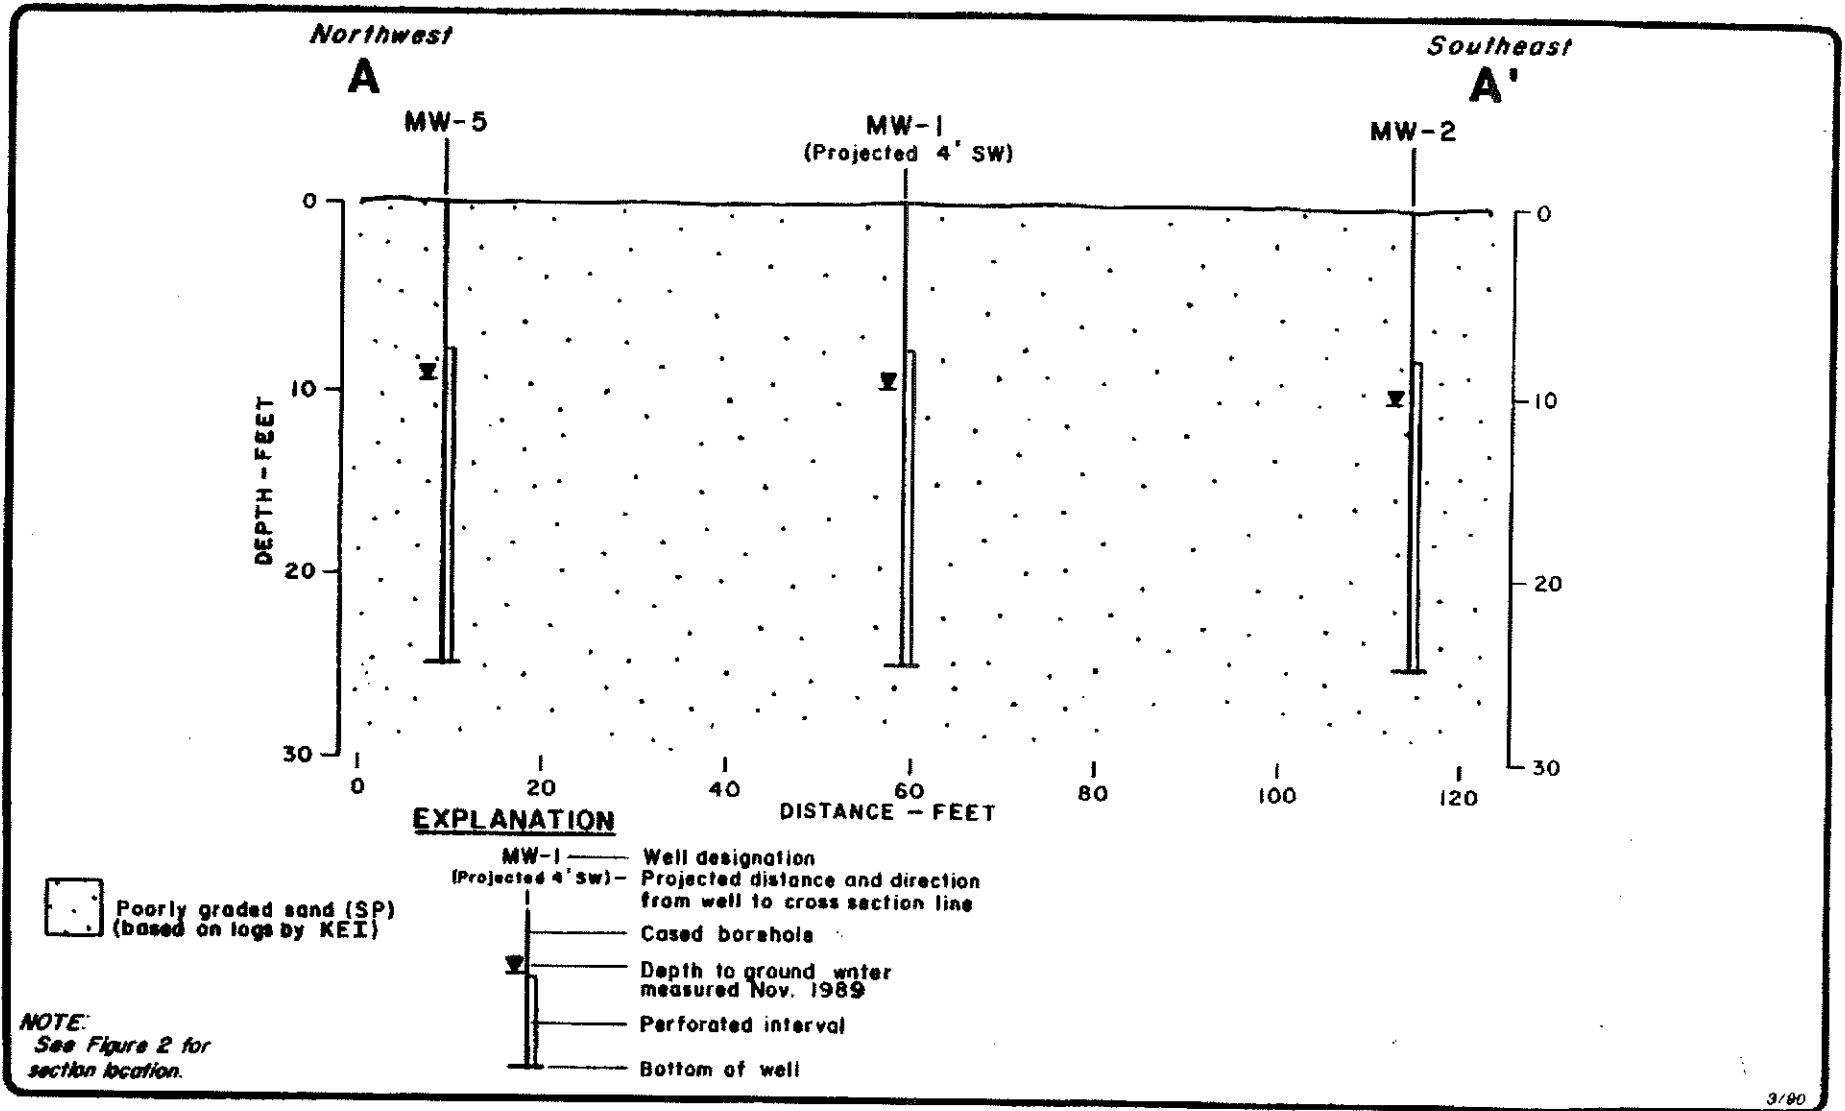 Northwest
A
Southeast
A'
MW-5
MW-1
(Projected 4' SW)
MW-2
0
10
20
30
DEPTH-FEET
0
10
20
30
0
20
40
60
80
100
120
DISTANCE - FEET
EXPLANATION
MW-1 Well designation
(Projected 4' SW)- Projected distance and direction
from well to cross section line
Cased borehole
Depth to ground water
measured Nov. 1989
Perforated interval
Bottom of well
Poorly graded sand (SP)
(based on logs by KEI)
NOTE:
See Figure 2 for
section location.
3/90